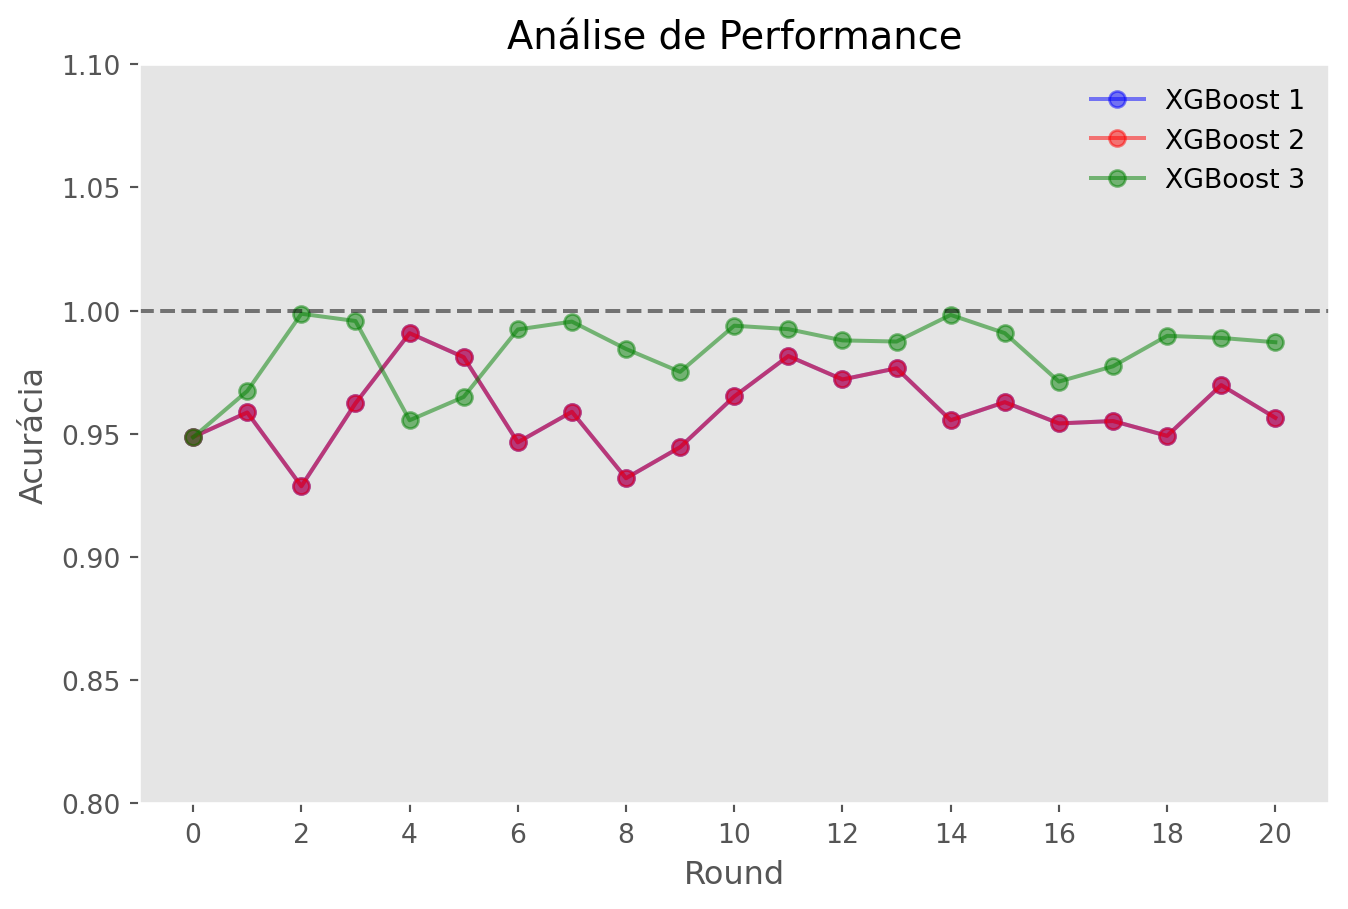 Análise de Performance
1.10
1.05
1.00
0.95
0.90
0.85
0.80
Acurácia
XGBoost 1
XGBoost 2
XGBoost 3
0 2 4 6 8 10 12 14 16 18 20
Round